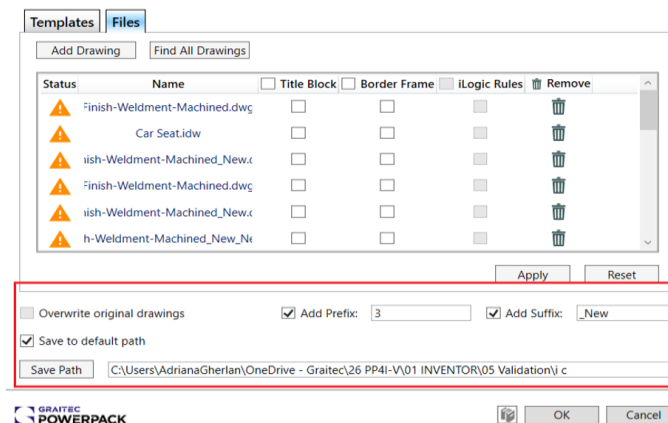 Templates Files
Add Drawing Find All Drawings
Status Name Title Block Border Frame iLogic Rules Remove
Finish-Weldment-Machined.dwg
Car Seat.idw
iish-Weldment-Machined_New.c
Finish-Weldment-Machined.dwg
iish-Weldment-Machined_New.c
h-Weldment-Machined_New_Ne
Apply Reset
Overwrite original drawings Add Prefix: 3 Add Suffix: _New
Save to default path
Save Path C:\Users\AdrianaGherlan\OneDrive - Graitec\26 PP4I-V\01 INVENTOR\05 Validation\i c
GRAITEC
POWERPACK OK Cancel